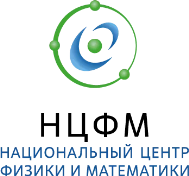 НЦФМ
НАЦИОНАЛЬНЫЙ ЦЕНТР
ФИЗИКИ И МАТЕМАТИКИ